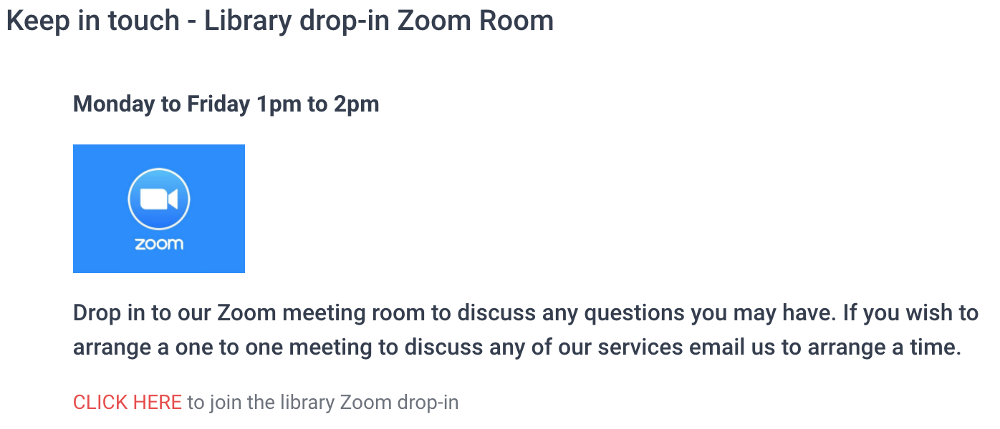 Keep in touch - Library drop-in Zoom Room
Monday to Friday 1pm to 2pm
zoom
Drop in to our Zoom meeting room to discuss any questions you may have. If you wish to
arrange a one to one meeting to discuss any of our services email us to arrange a time.
CLICK HERE to join the library Zoom drop-in